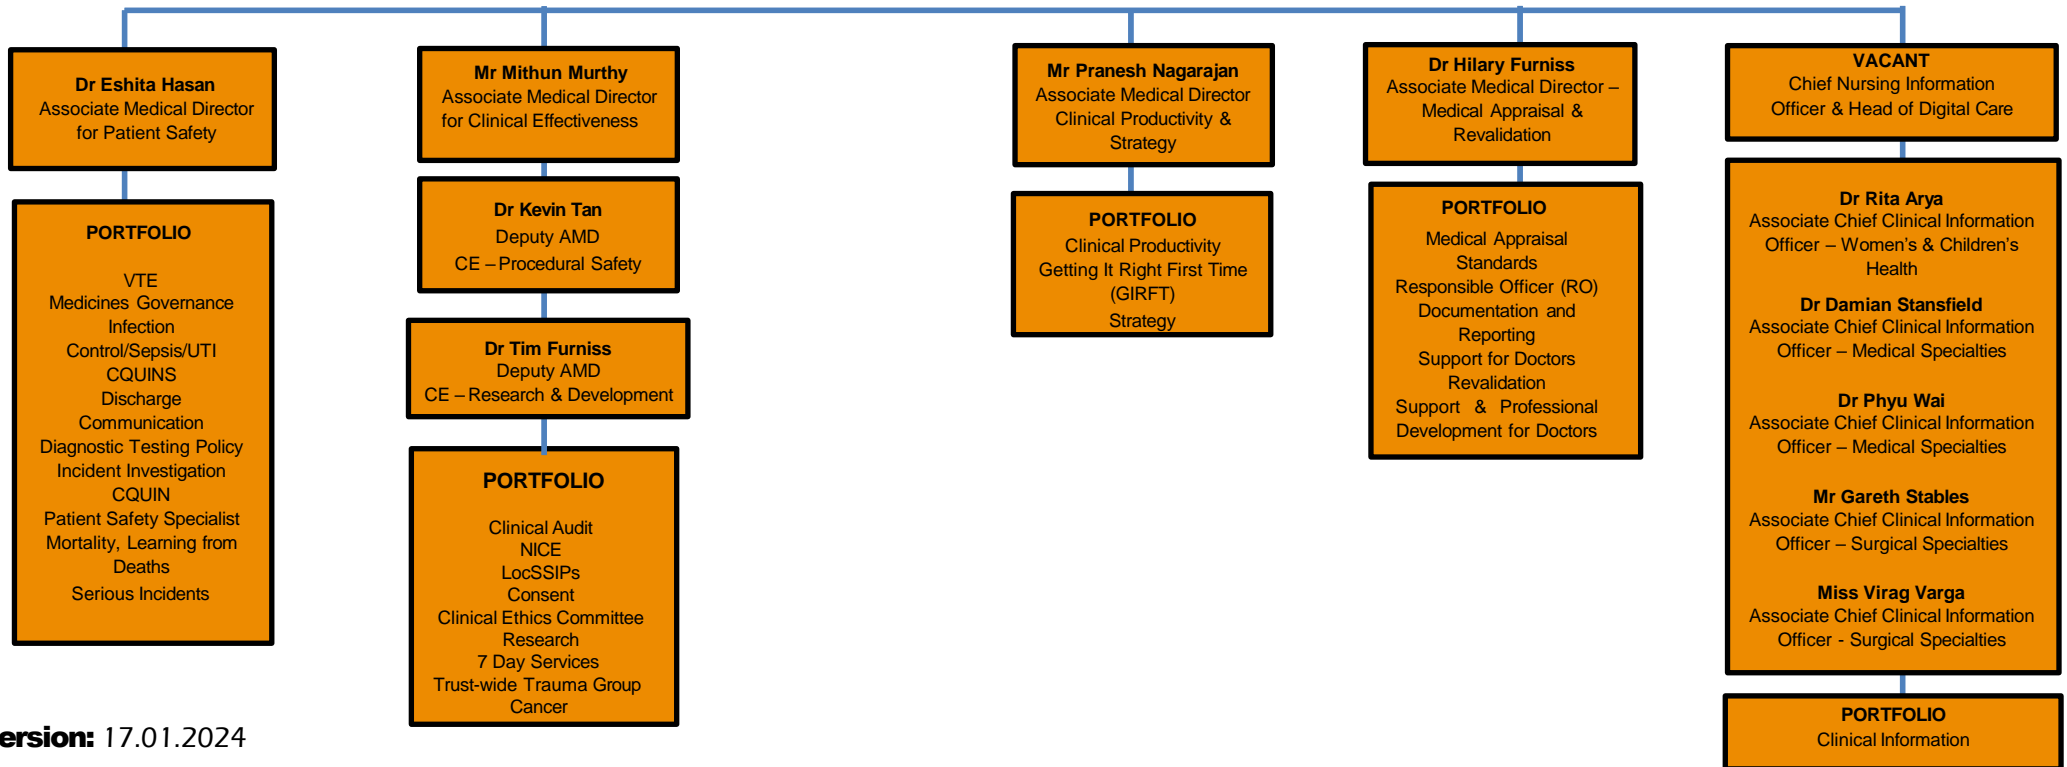 Dr Eshita Hasan
Associate Medical Director
for Patient Safety
PORTFOLIO
VTE
Medicines Governance
Infection
Control/Sepsis/UTI
CQUINS
Discharge
Communication
Diagnostic Testing Policy
Incident Investigation
CQUIN
Patient Safety Specialist
Mortality, Learning from
Deaths
Serious Incidents
Mr Mithun Murthy
Associate Medical Director
for Clinical Effectiveness
Dr Kevin Tan
Deputy AMD
CE – Procedural Safety
Dr Tim Furniss
Deputy AMD
CE – Research & Development
PORTFOLIO
Clinical Audit
NICE
LocSSIPs
Consent
Clinical Ethics Committee
Research
7 Day Services
Trust-wide Trauma Group
Cancer
Mr Pranesh Nagarajan
Associate Medical Director
Clinical Productivity &
Strategy
PORTFOLIO
Clinical Productivity
Getting It Right First Time
(GIRFT)
Strategy
Dr Hilary Furniss
Associate Medical Director –
Medical Appraisal &
Revalidation
PORTFOLIO
Medical Appraisal
Standards
Responsible Officer (RO)
Documentation and
Reporting
Support for Doctors
Revalidation
Support & Professional
Development for Doctors
VACANT
Chief Nursing Information
Officer & Head of Digital Care
Dr Rita Arya
Associate Chief Clinical Information
Officer – Women's & Children's
Health
Dr Damian Stansfield
Associate Chief Clinical Information
Officer – Medical Specialties
Dr Phyu Wai
Associate Chief Clinical Information
Officer – Medical Specialties
Mr Gareth Stables
Associate Chief Clinical Information
Officer – Surgical Specialties
Miss Virag Varga
Associate Chief Clinical Information
Officer - Surgical Specialties
PORTFOLIO
Clinical Information
ersion: 17.01.2024